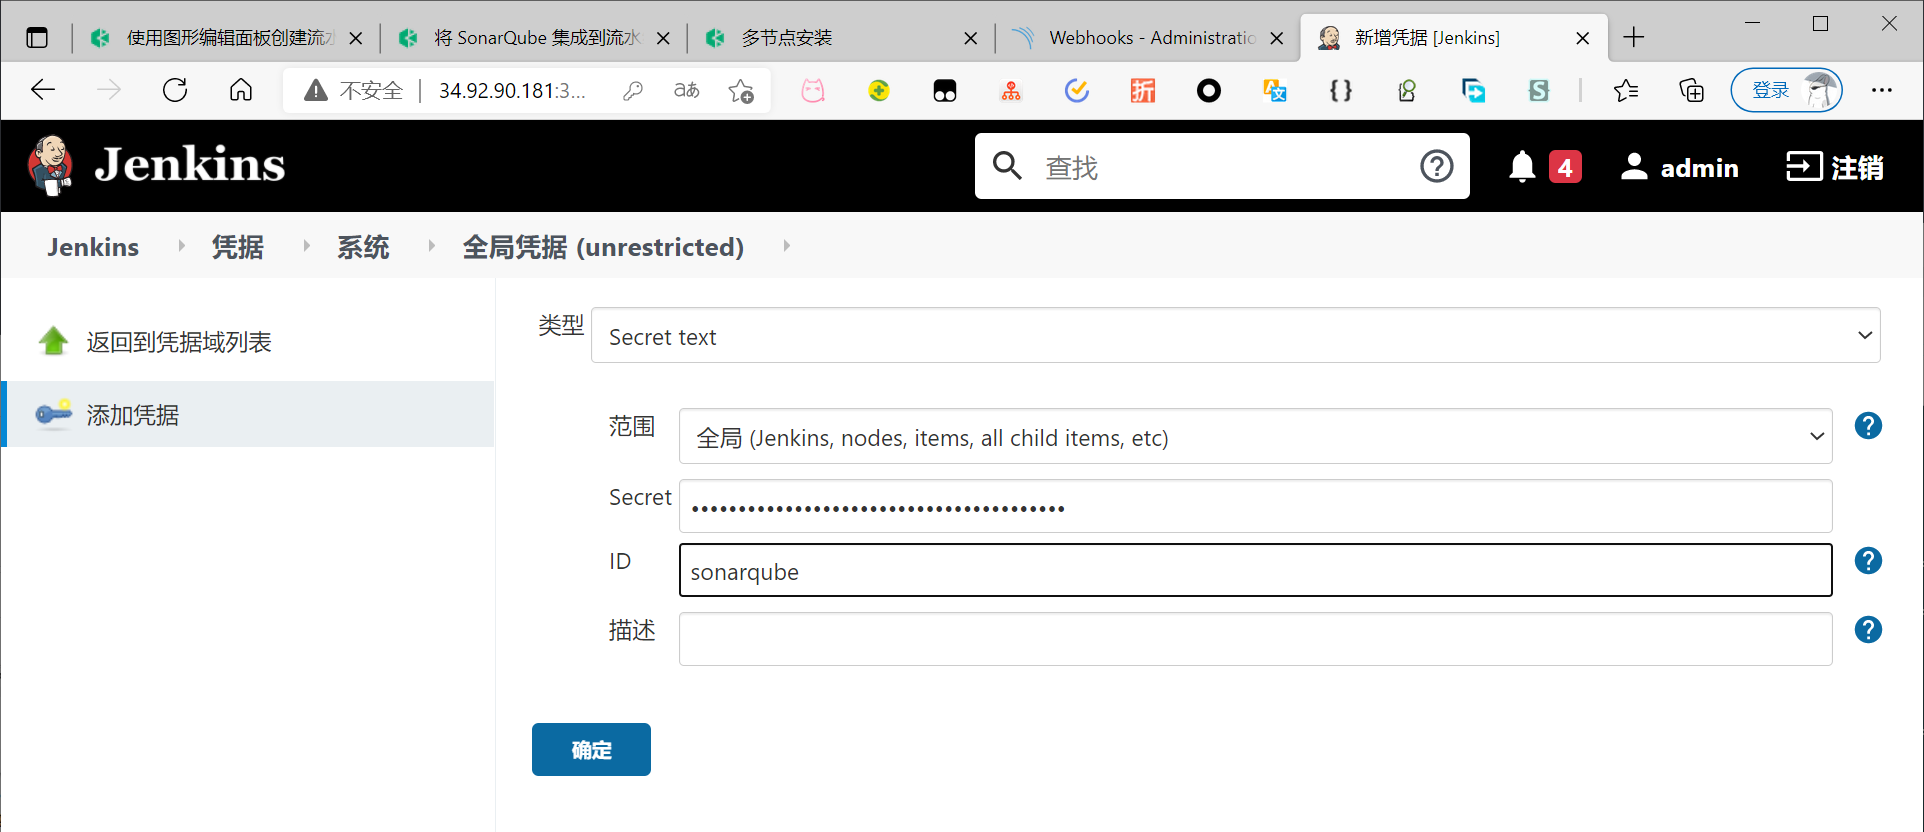 使用图形编辑面板创建流水
将 SonarQube 集成到流水
多节点安装
Webhooks - Administratio
新增凭据 [Jenkins]
不安全
34.92.90.181:3...
aあ
折
登录
Jenkins
查找
4
admin
注销
Jenkins
凭据
系统
全局凭据 (unrestricted)
返回到凭据域列表
添加凭据
类型
Secret text
范围
全局 (Jenkins, nodes, items, all child items, etc)
Secret
••••••••••••••••••••••••••••••••••••••••
ID
sonarqube
描述
确定